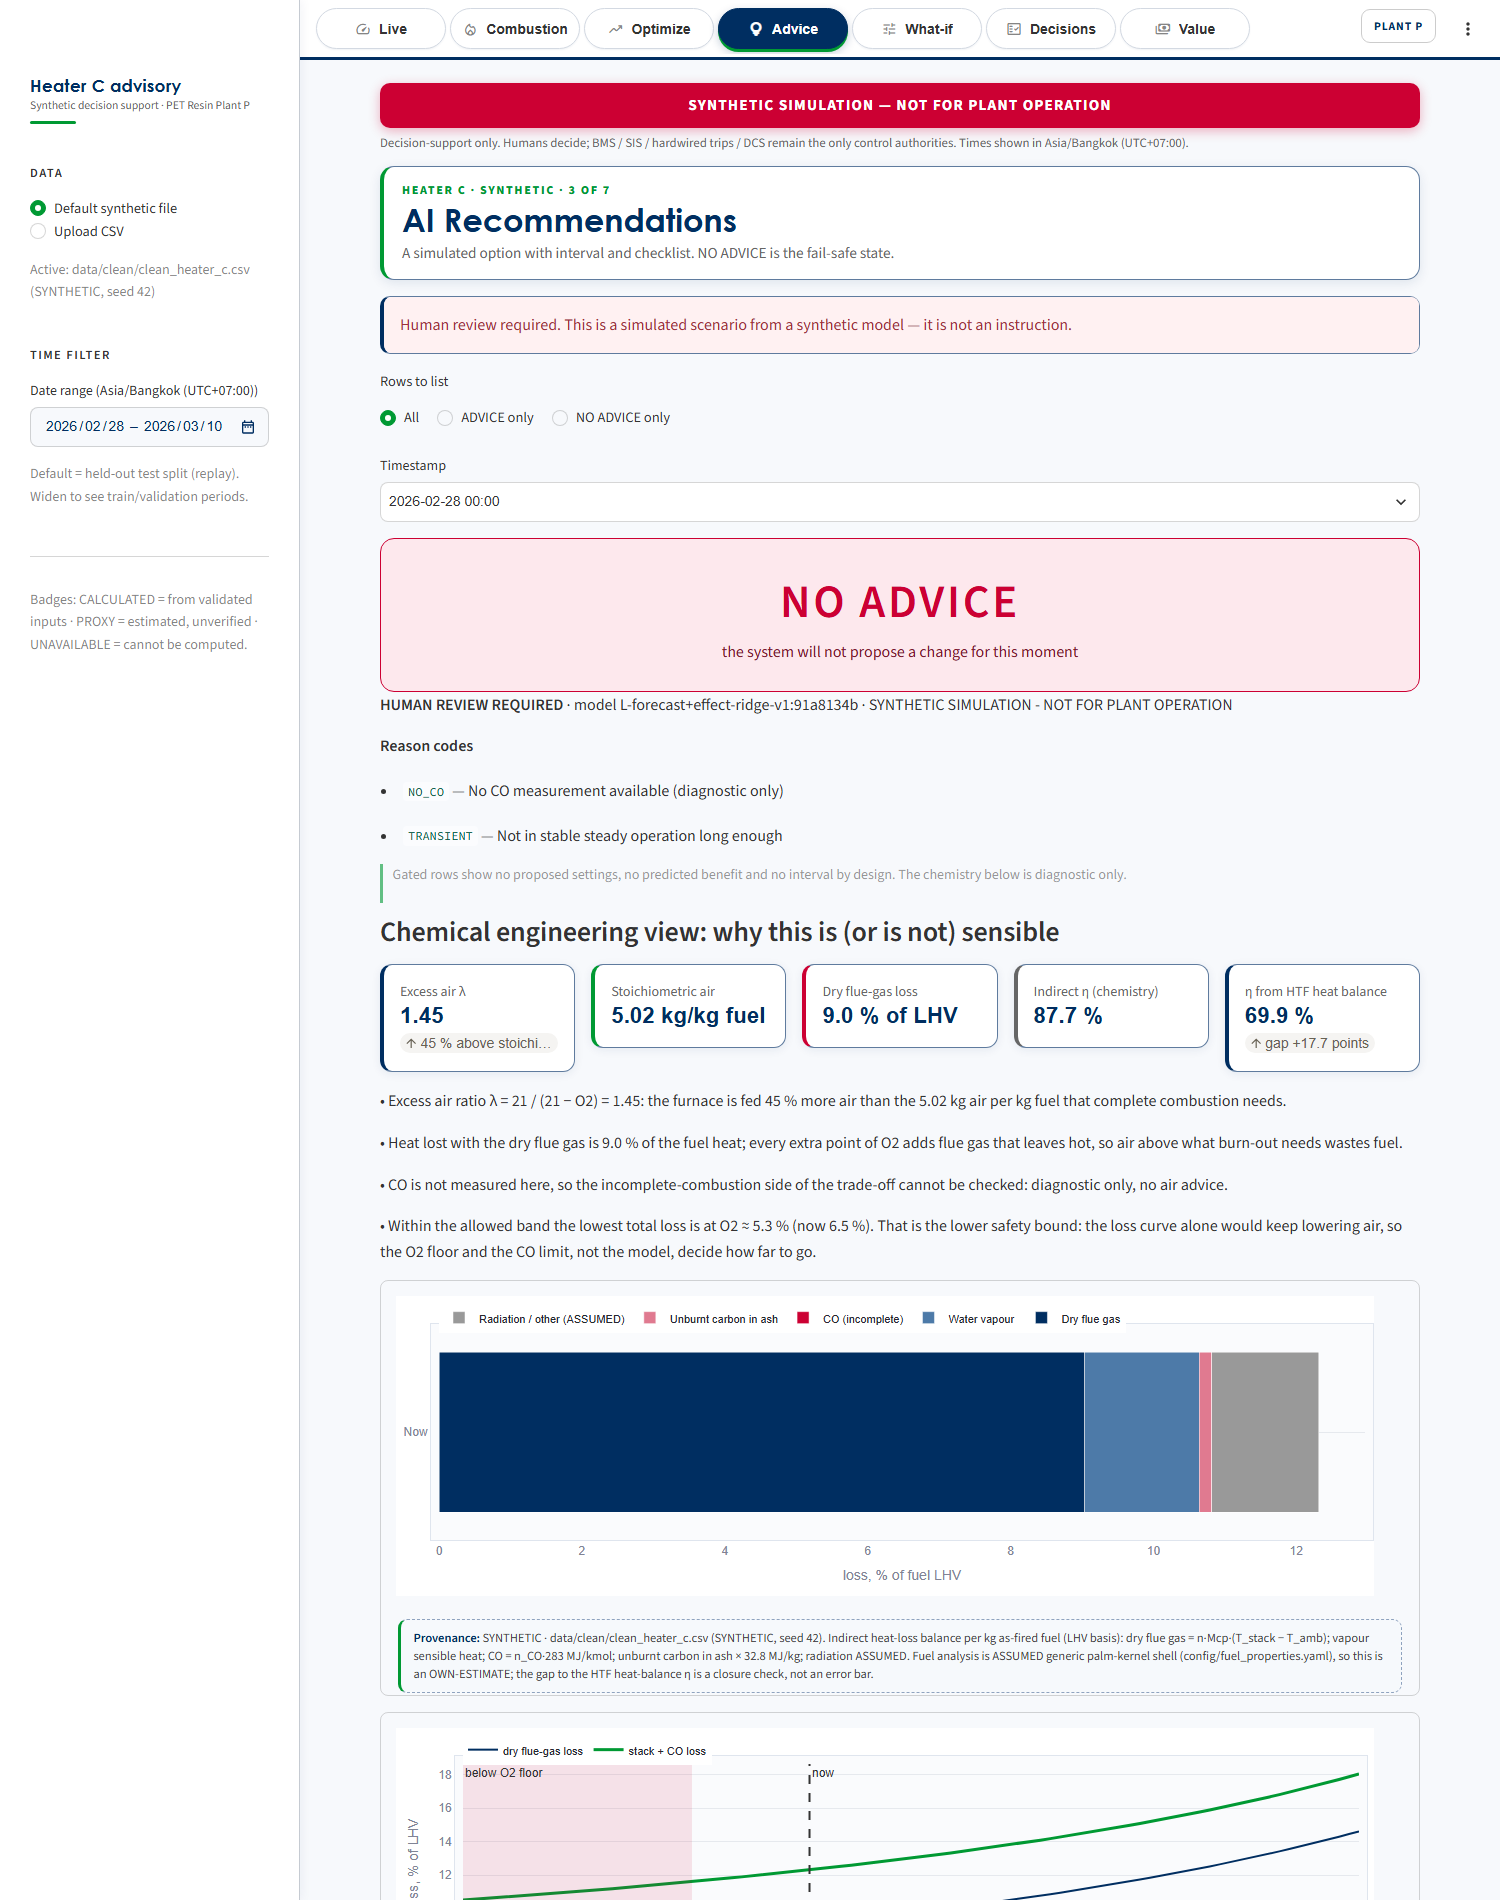 Live
Combustion
Optimize
Advice
What-if
Decisions
Value
PLANT P
Heater C advisory
Synthetic decision support · PET Resin Plant P
DATA
Default synthetic file
Upload CSV
Active: data/clean/clean_heater_c.csv
(SYNTHETIC, seed 42)
TIME FILTER
Date range (Asia/Bangkok (UTC+07:00))
2026/02/28 – 2026/03/10
Default = held-out test split (replay).
Widen to see train/validation periods.
Badges: CALCULATED = from validated
inputs · PROXY = estimated, unverified ·
UNAVAILABLE = cannot be computed.
SYNTHETIC SIMULATION — NOT FOR PLANT OPERATION
Decision-support only. Humans decide; BMS / SIS / hardwired trips / DCS remain the only control authorities. Times shown in Asia/Bangkok (UTC+07:00).
HEATER C · SYNTHETIC · 3 OF 7
AI Recommendations
A simulated option with interval and checklist. NO ADVICE is the fail-safe state.
Human review required. This is a simulated scenario from a synthetic model — it is not an instruction.
Rows to list
All
ADVICE only
NO ADVICE only
Timestamp
2026-02-28 00:00
NO ADVICE
the system will not propose a change for this moment
HUMAN REVIEW REQUIRED · model L-forecast+effect-ridge-v1:91a8134b · SYNTHETIC SIMULATION - NOT FOR PLANT OPERATION
Reason codes
• NO_CO — No CO measurement available (diagnostic only)
• TRANSIENT — Not in stable steady operation long enough
Gated rows show no proposed settings, no predicted benefit and no interval by design. The chemistry below is diagnostic only.
Chemical engineering view: why this is (or is not) sensible
Excess air λ
1.45
↑ 45 % above stoichi…
Stoichiometric air
5.02 kg/kg fuel
Dry flue-gas loss
9.0 % of LHV
Indirect η (chemistry)
87.7 %
η from HTF heat balance
69.9 %
↑ gap +17.7 points
• Excess air ratio λ = 21 / (21 − O2) = 1.45: the furnace is fed 45 % more air than the 5.02 kg air per kg fuel that complete combustion needs.
• Heat lost with the dry flue gas is 9.0 % of the fuel heat; every extra point of O2 adds flue gas that leaves hot, so air above what burn-out needs wastes fuel.
• CO is not measured here, so the incomplete-combustion side of the trade-off cannot be checked: diagnostic only, no air advice.
• Within the allowed band the lowest total loss is at O2 ≈ 5.3 % (now 6.5 %). That is the lower safety bound: the loss curve alone would keep lowering air, so
the O2 floor and the CO limit, not the model, decide how far to go.
Radiation / other (ASSUMED)
Unburnt carbon in ash
CO (incomplete)
Water vapour
Dry flue gas
Now
0 2 4 6 8 10 12
loss, % of fuel LHV
Provenance: SYNTHETIC · data/clean/clean_heater_c.csv (SYNTHETIC, seed 42). Indirect heat-loss balance per kg as-fired fuel (LHV basis): dry flue gas = n·Mcp·(T_stack − T_amb); vapour
sensible heat; CO = n_CO·283 MJ/kmol; unburnt carbon in ash × 32.8 MJ/kg; radiation ASSUMED. Fuel analysis is ASSUMED generic palm-kernel shell (config/fuel_properties.yaml), so this is
an OWN-ESTIMATE; the gap to the HTF heat-balance η is a closure check, not an error bar.
dry flue-gas loss
stack + CO loss
below O2 floor
now
18
16
14
12
ss, % of LHV